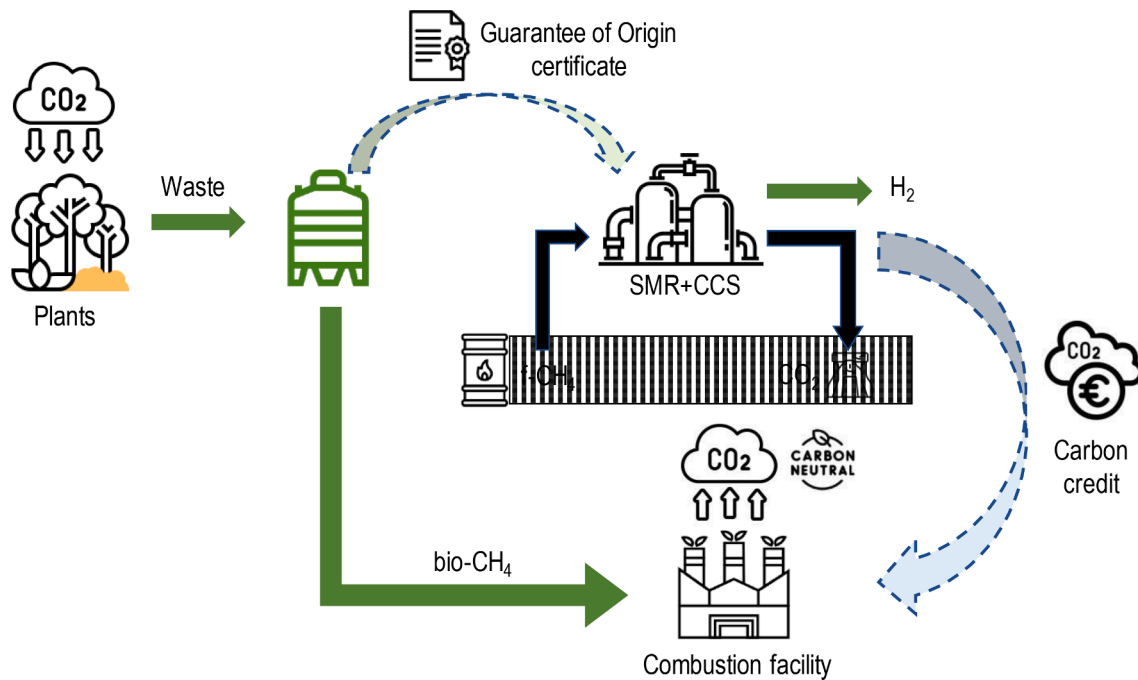 Guarantee of Origin
certificate
CO2
Waste
Plants
H₂
SMR+CCS
f-CH₄
CO₂
CO₂
€
Carbon
credit
CO₂
CARBON
NEUTRAL
bio-CH₄
Combustion facility